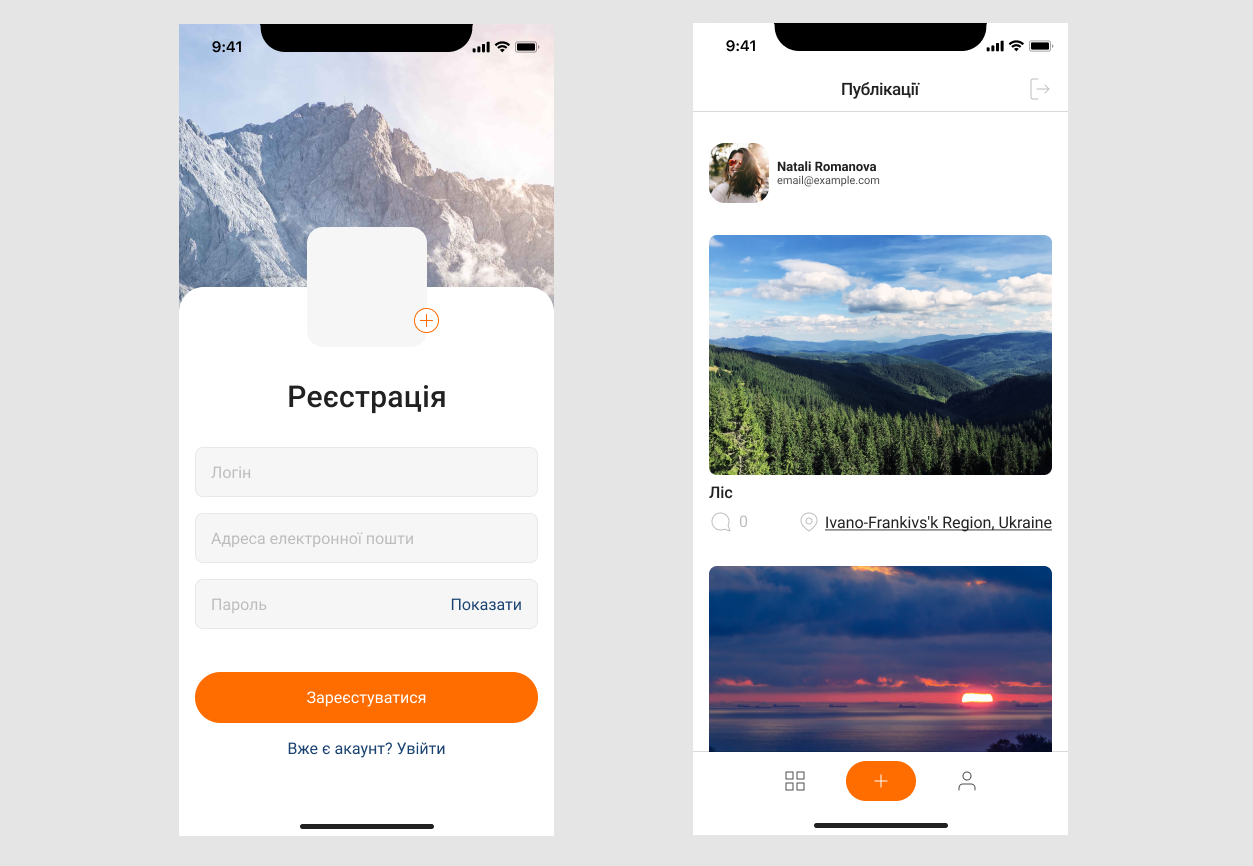 9:41
Реєстрація
Логін
Адреса електронної пошти
Пароль
Показати
Зареєстуватися
Вже є акаунт? Увійти
9:41
Публікації
Natali Romanova
email@example.com
Ліс
0
Ivano-Frankivs'k Region, Ukraine